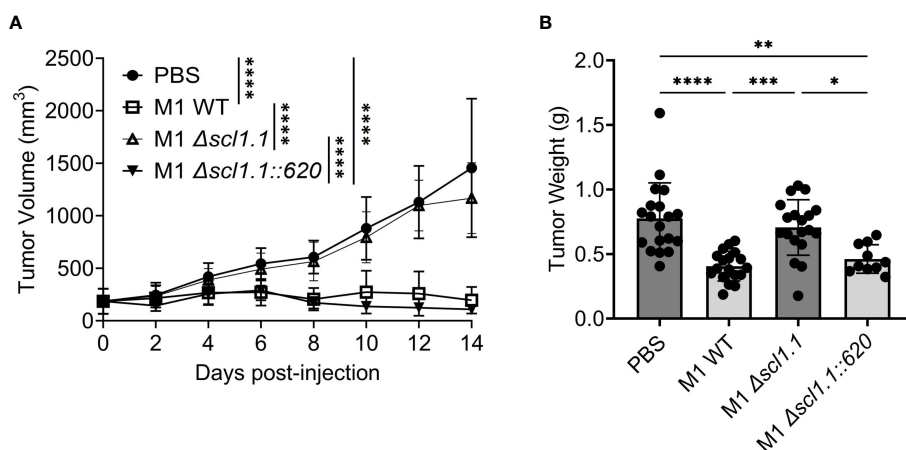 A
Tumor Volume (mm³)
2500
2000
1500
1000
500
0
PBS
M1 WT
M1 Δscl1.1
M1 Δscl1.1::620
****
****
****
****
0 2 4 6 8 10 12 14
Days post-injection
B
Tumor Weight (g)
2.0
1.5
1.0
0.5
0.0
**
**** *** *
PBS
M1 WT
M1 Δscl1.1
M1 Δscl1.1::620